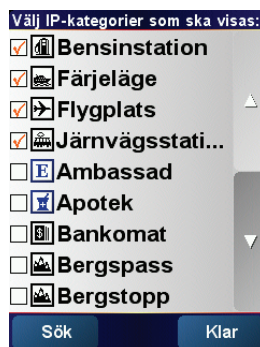 Välj IP-kategorier som ska visas:
Bensinstation
Färjeläge
Flygplats
Järnvägsstati...
E Ambassad
Apotek
Bankomat
Bergspass
Bergstopp
Sök Klar